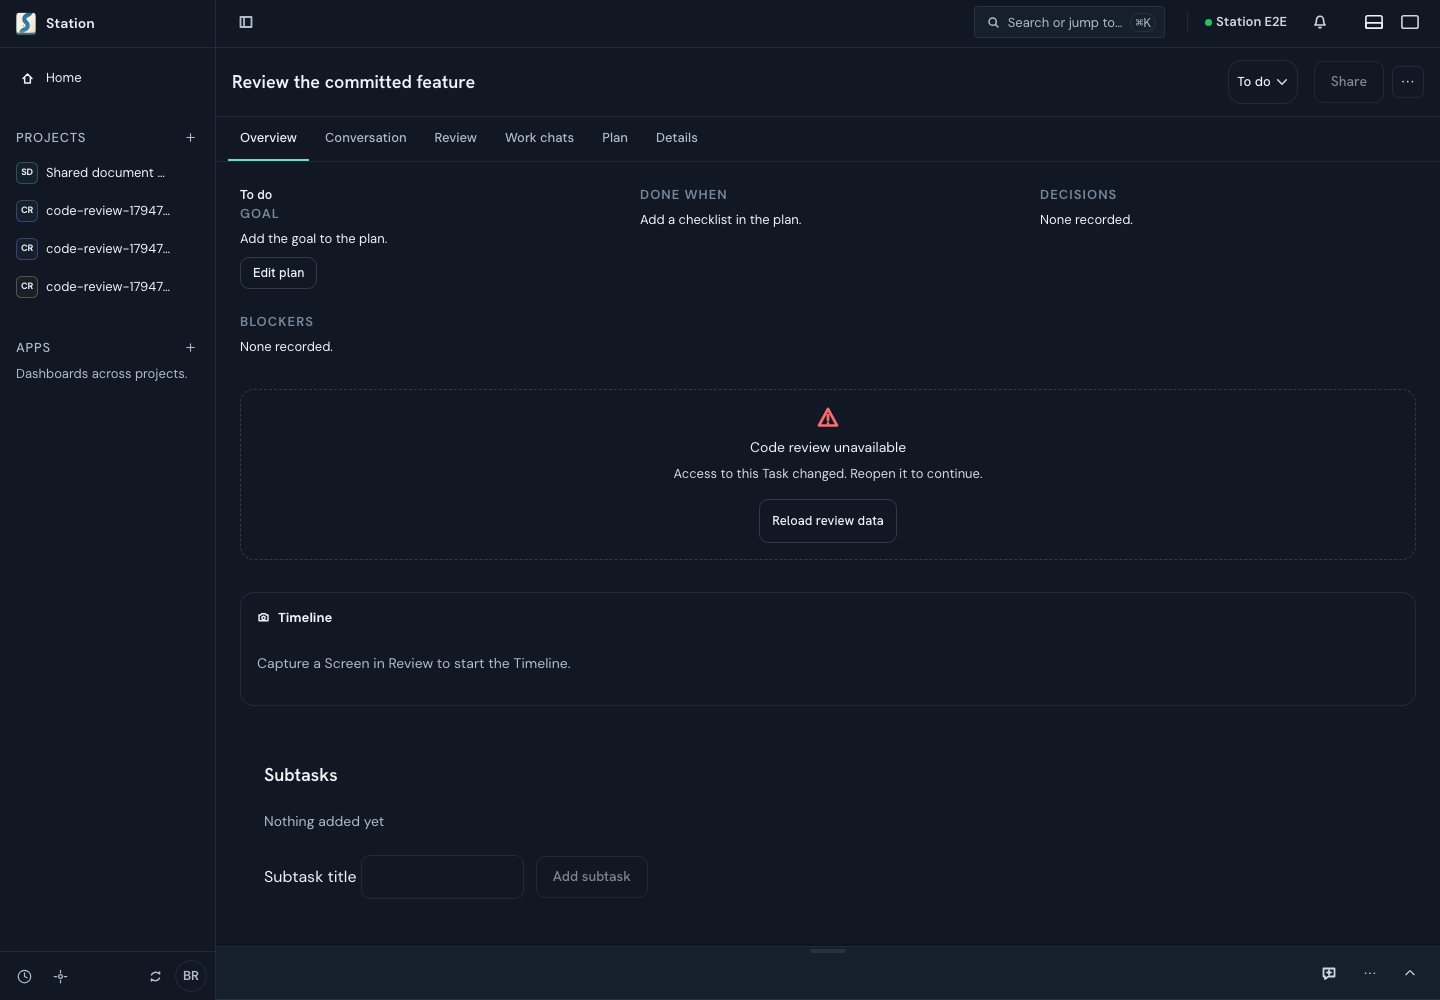 Station
Search or jump to... ⌘K
Station E2E
Home
PROJECTS
SD Shared document ...
CR code-review-17947...
CR code-review-17947...
CR code-review-17947...
APPS
Dashboards across projects.
BR
Review the committed feature
To do
Share
Overview Conversation Review Work chats Plan Details
To do
GOAL
Add the goal to the plan.
Edit plan
DONE WHEN
Add a checklist in the plan.
DECISIONS
None recorded.
BLOCKERS
None recorded.
Code review unavailable
Access to this Task changed. Reopen it to continue.
Reload review data
Timeline
Capture a Screen in Review to start the Timeline.
Subtasks
Nothing added yet
Subtask title
Add subtask